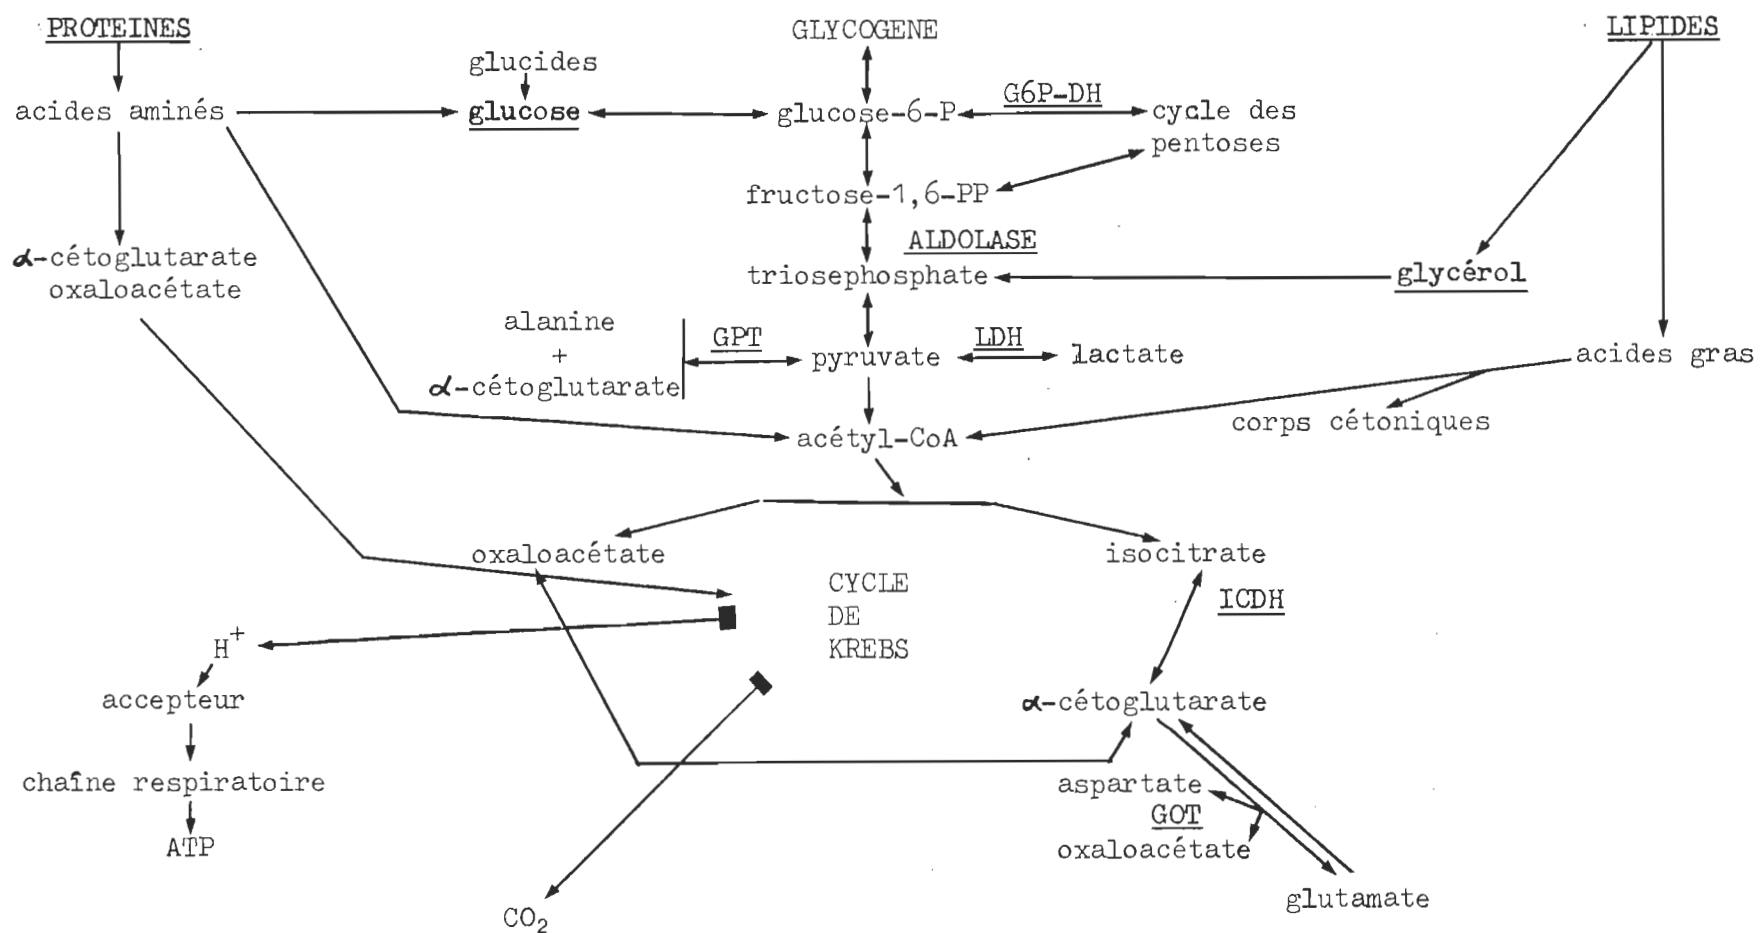 PROTEINES
GLYCOGENE
LIPIDES
glucides
acides aminés
glucose
glucose-6-P
G6P-DH
cycle des
pentoses
fructose-1,6-PP
ALDOLASE
α-cétoglutarate
oxaloacétate
triosephosphate
glycérol
alanine
+
α-cétoglutarate
GPT
pyruvate
LDH
lactate
acides gras
corps cétoniques
acétyl-CoA
oxaloacétate
isocitrate
CYCLE
DE
KREBS
ICDH
H+
accepteur
α-cétoglutarate
chaîne respiratoire
aspartate
GOT
oxaloacétate
ATP
glutamate
CO2